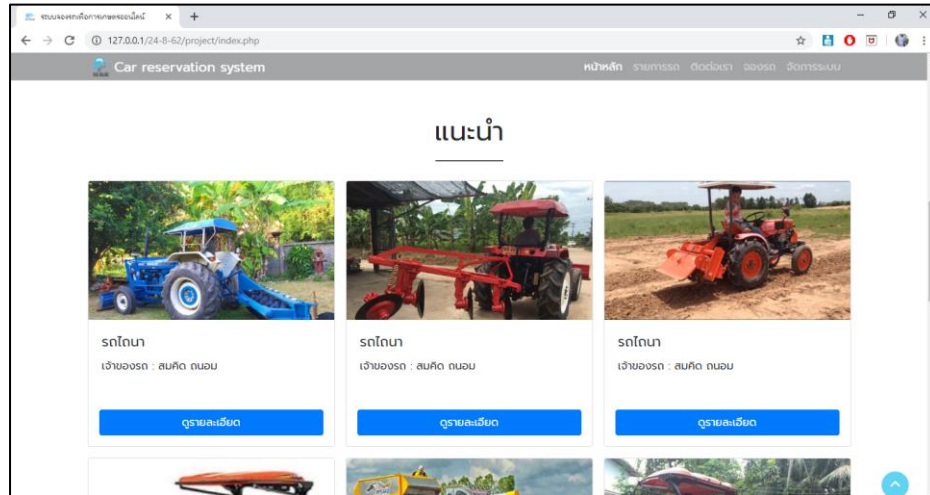 ระบบจองรถเพื่อการเกษตรออนไลน์
127.0.0.1/24-8-62/project/index.php
Car reservation system
หน้าหลัก รายการรถ ติดต่อเรา จองรถ จัดการระบบ
แนะนำ
รถไถนา
เจ้าของรถ : สมคิด ถนอม
ดูรายละเอียด
รถไถนา
เจ้าของรถ : สมคิด ถนอม
ดูรายละเอียด
รถไถนา
เจ้าของรถ : สมคิด ถนอม
ดูรายละเอียด